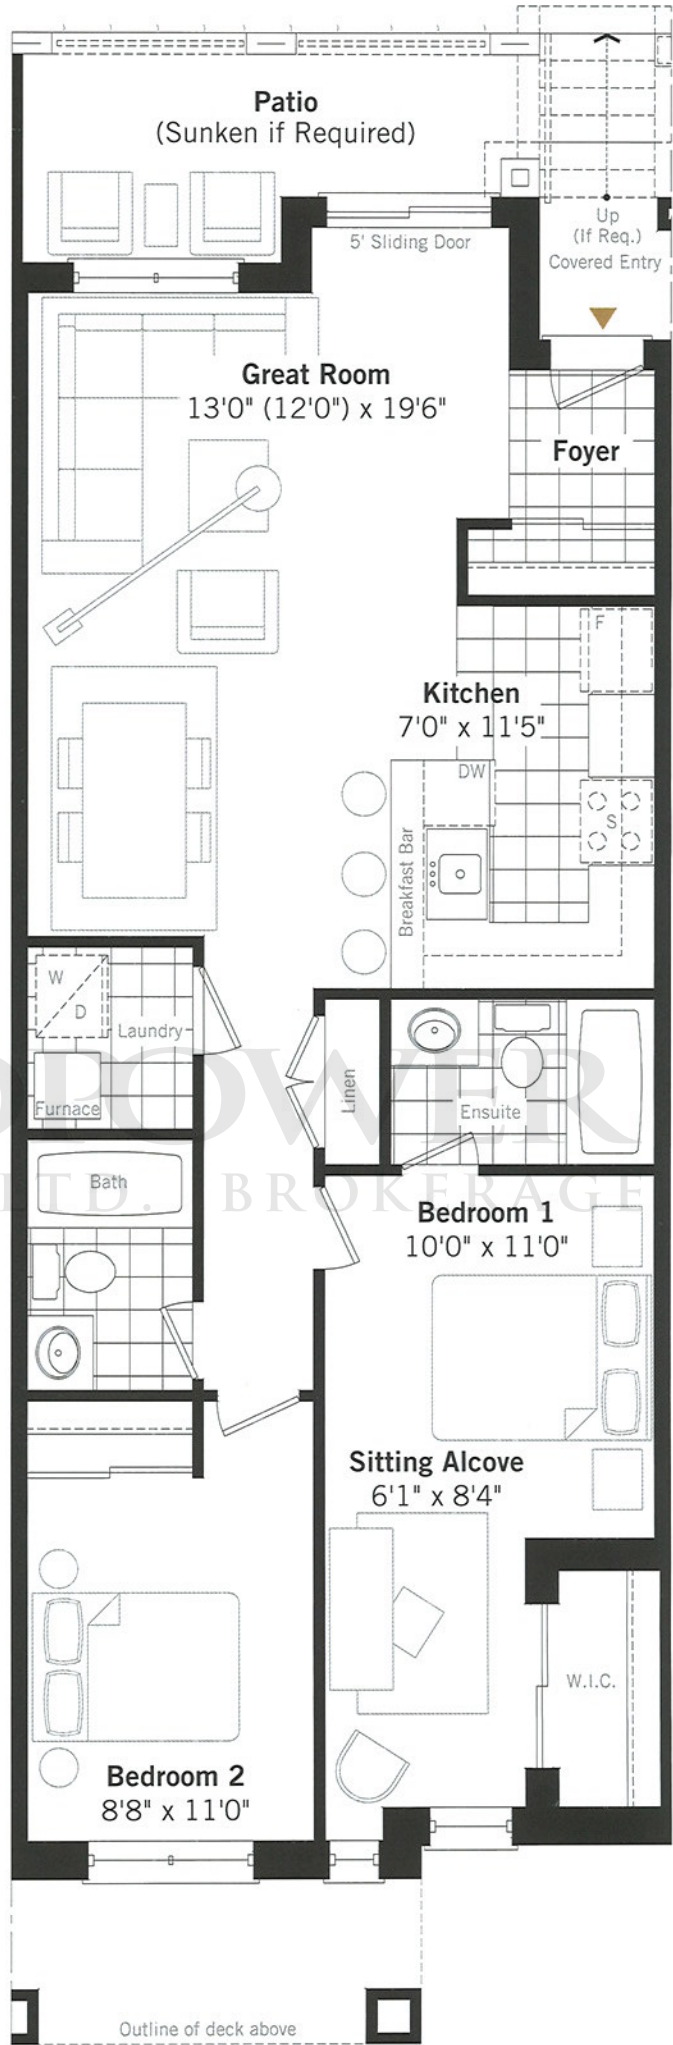 Patio
(Sunken if Required)
5' Sliding Door
Up
(If Req.)
Covered Entry
Great Room
13'0" (12'0") x 19'6"
Foyer
F
Kitchen
7'0" x 11'5"
DW
S
Breakfast Bar
W
D
Laundry
Furnace
Linen
Ensuite
POWER
LTD. BROKERAGE
Bath
Bedroom 1
10'0" x 11'0"
Sitting Alcove
6'1" x 8'4"
W.I.C.
Bedroom 2
8'8" x 11'0"
Outline of deck above